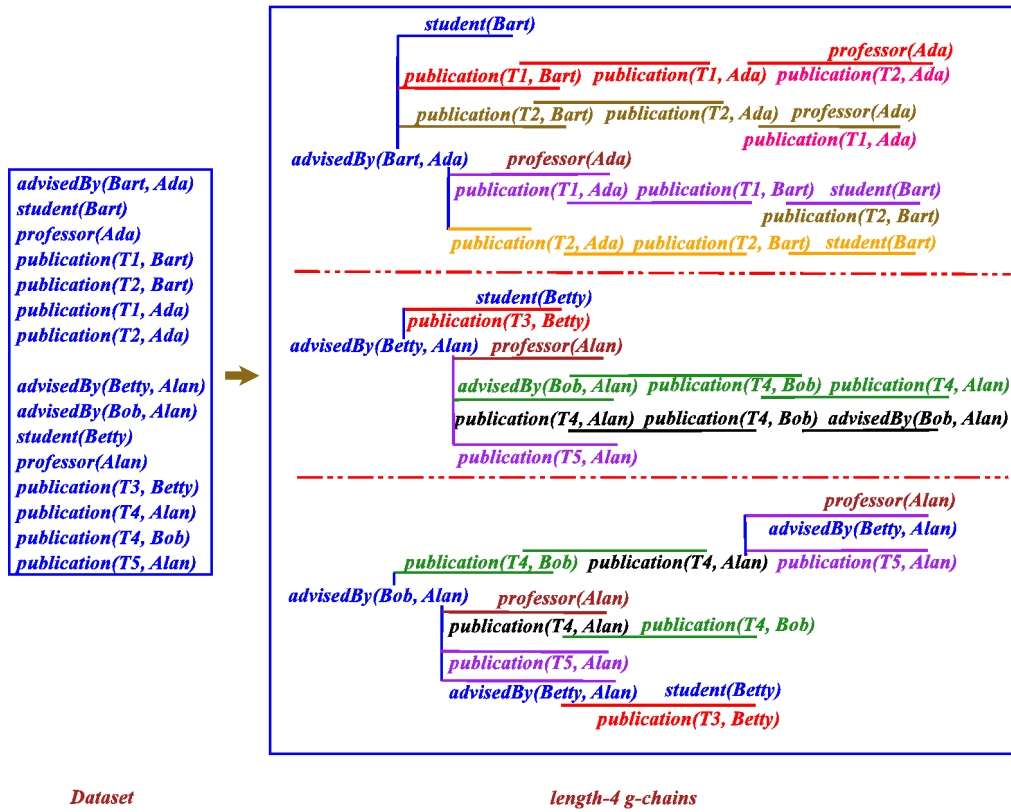 student(Bart)
professor(Ada)
publication(T1, Bart) publication(T1, Ada) publication(T2, Ada)
publication(T2, Bart) publication(T2, Ada) professor(Ada)
publication(T1, Ada)
advisedBy(Bart, Ada) professor(Ada)
publication(T1, Ada) publication(T1, Bart) student(Bart)
publication(T2, Bart)
publication(T2, Ada) publication(T2, Bart) student(Bart)
student(Betty)
publication(T3, Betty)
advisedBy(Betty, Alan) professor(Alan)
advisedBy(Bob, Alan) publication(T4, Bob) publication(T4, Alan)
publication(T4, Alan) publication(T4, Bob) advisedBy(Bob, Alan)
publication(T5, Alan)
professor(Alan)
advisedBy(Betty, Alan)
publication(T4, Bob) publication(T4, Alan) publication(T5, Alan)
advisedBy(Bob, Alan) professor(Alan)
publication(T4, Alan) publication(T4, Bob)
publication(T5, Alan)
advisedBy(Betty, Alan) student(Betty)
publication(T3, Betty)
advisedBy(Bart, Ada)
student(Bart)
professor(Ada)
publication(T1, Bart)
publication(T2, Bart)
publication(T1, Ada)
publication(T2, Ada)
advisedBy(Betty, Alan)
advisedBy(Bob, Alan)
student(Betty)
professor(Alan)
publication(T3, Betty)
publication(T4, Alan)
publication(T4, Bob)
publication(T5, Alan)
Dataset
length-4 g-chains